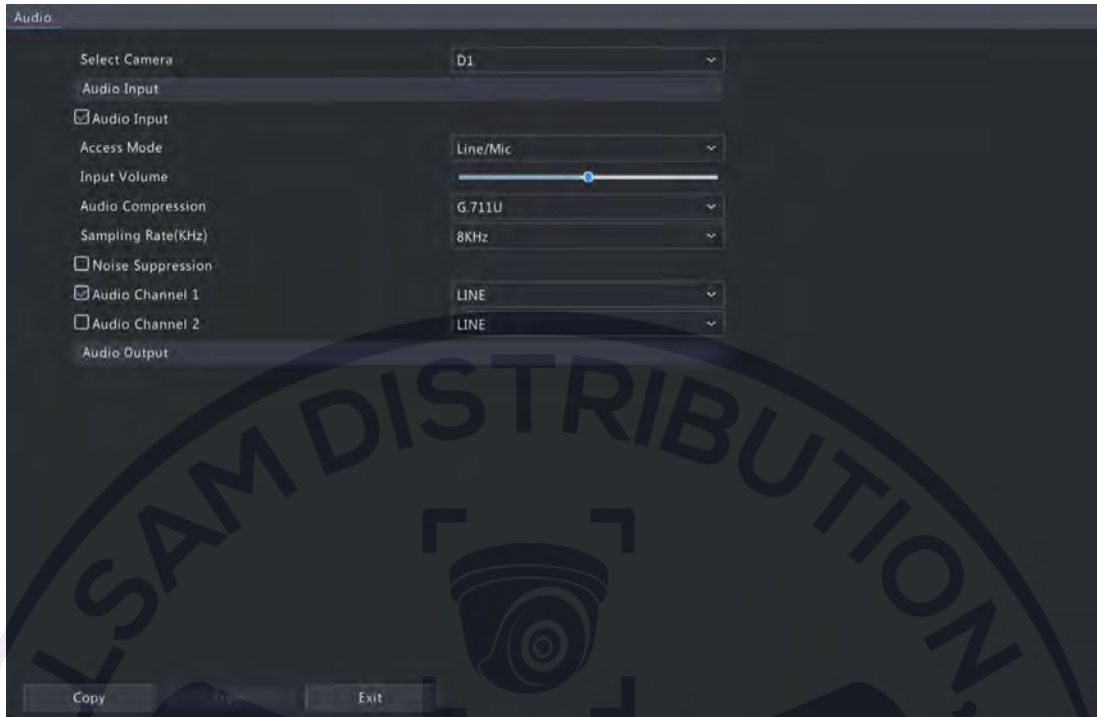 Audio
Select Camera D1
Audio Input
Audio Input
Access Mode Line/Mic
Input Volume
Audio Compression G.711U
Sampling Rate(KHz) 8KHz
Noise Suppression
Audio Channel 1 LINE
Audio Channel 2 LINE
Audio Output
LSAM DISTRIBUTION,
Copy Exit